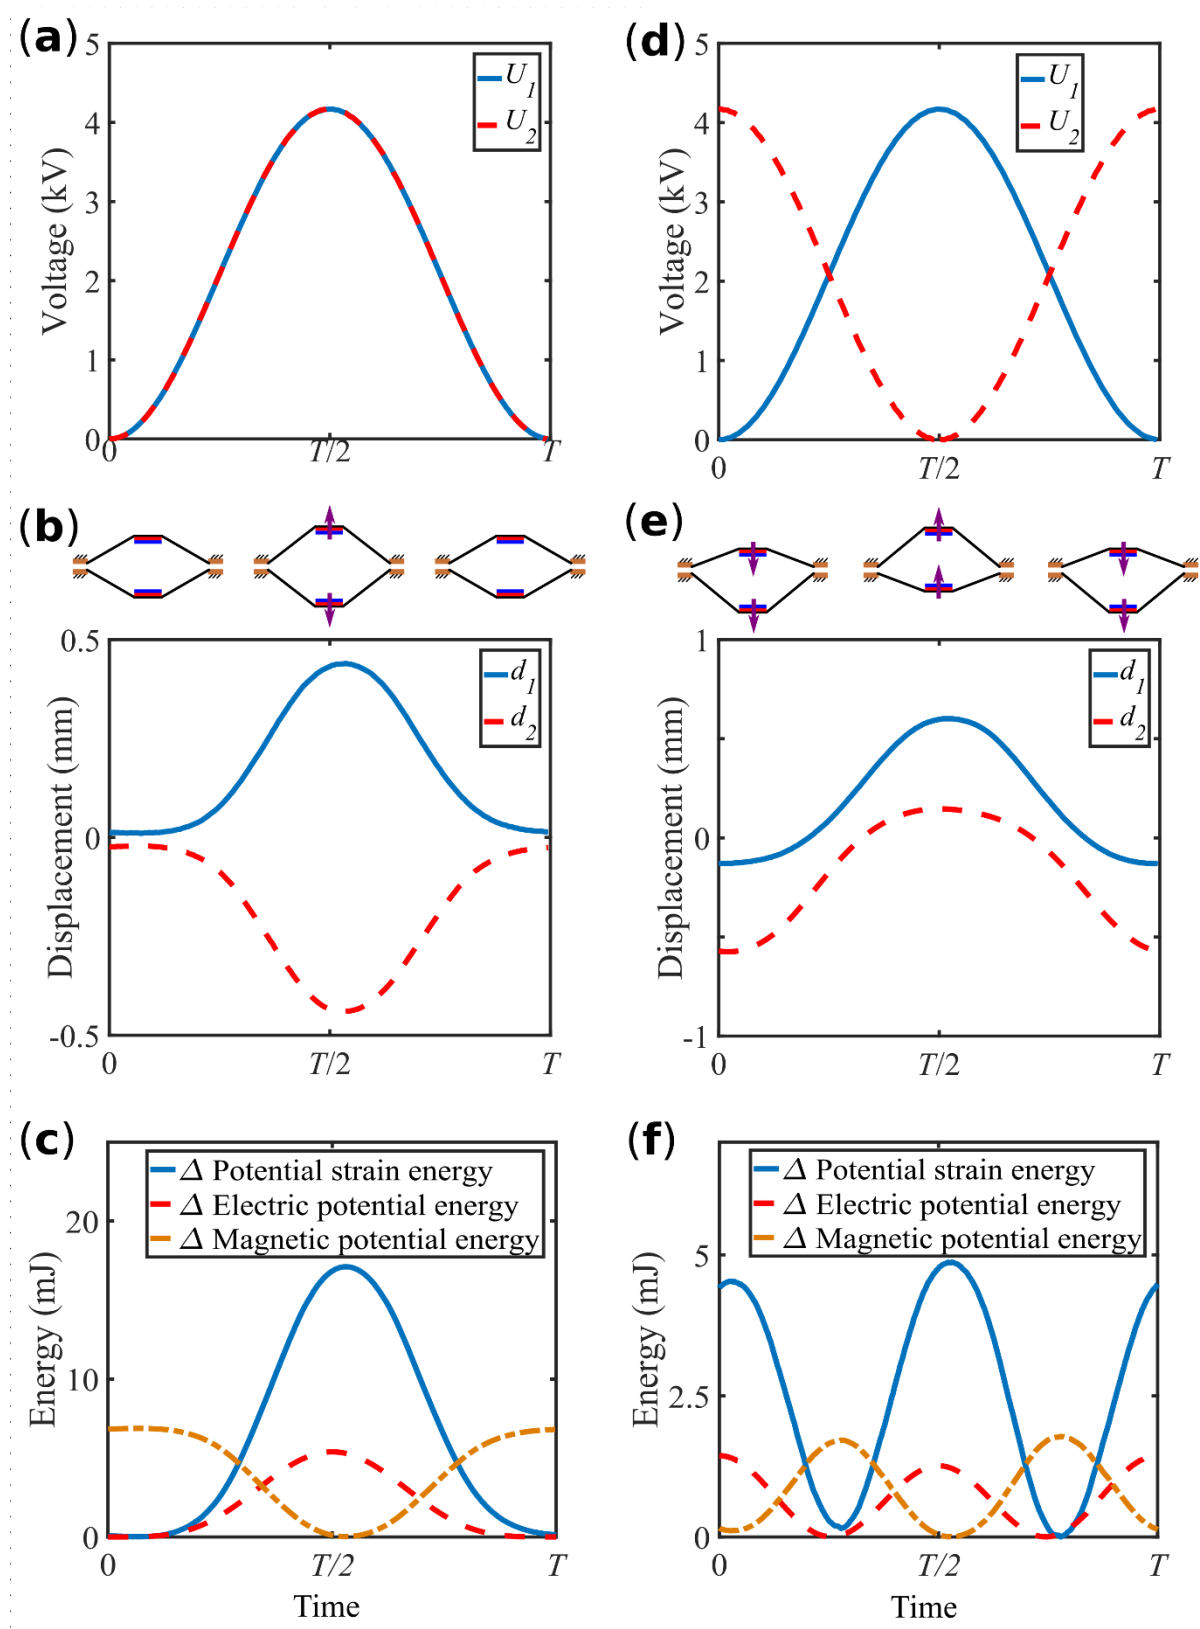 (a)
5
4
3
2
1
0
Voltage (kV)
U1
U2
0
T/2
T
(d)
5
4
3
2
1
0
Voltage (kV)
U1
U2
0
T/2
T
(b)
0.5
0
-0.5
Displacement (mm)
d1
d2
0
T/2
T
(e)
1
0
-1
Displacement (mm)
d1
d2
0
T/2
T
(c)
20
10
0
Energy (mJ)
Δ Potential strain energy
Δ Electric potential energy
Δ Magnetic potential energy
0
T/2
T
Time
(f)
5
2.5
0
Energy (mJ)
Δ Potential strain energy
Δ Electric potential energy
Δ Magnetic potential energy
0
T/2
T
Time